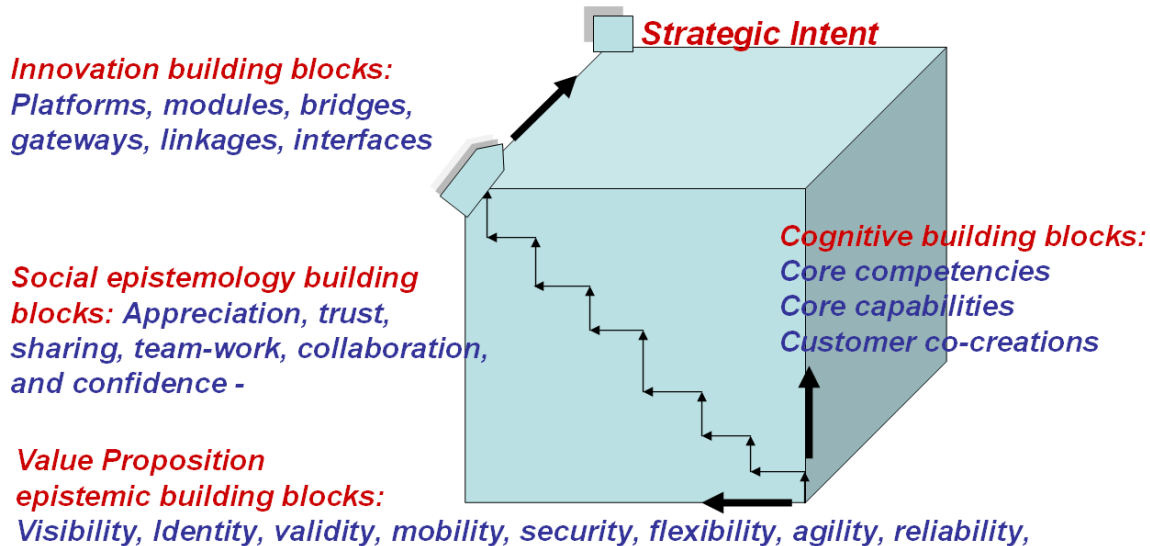 Strategic Intent
Innovation building blocks:
Platforms, modules, bridges,
gateways, linkages, interfaces
Cognitive building blocks:
Core competencies
Core capabilities
Customer co-creations
Social epistemology building
blocks: Appreciation, trust,
sharing, team-work, collaboration,
and confidence -
Value Proposition
epistemic building blocks:
Visibility, Identity, validity, mobility, security, flexibility, agility, reliability,